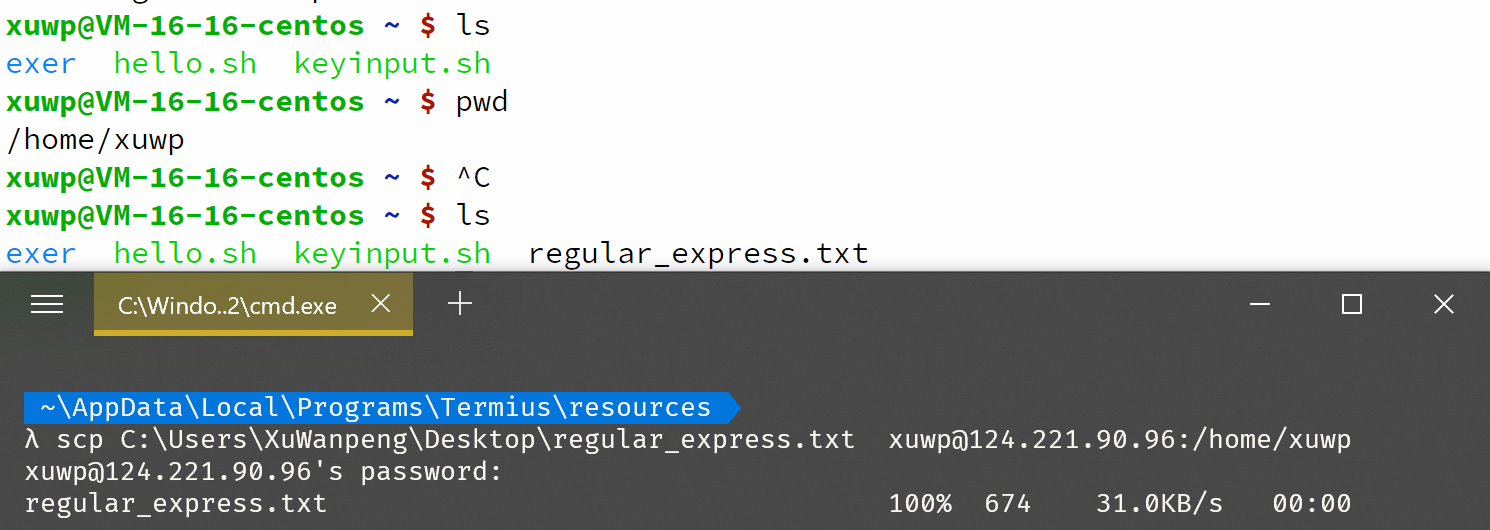 xuwp@VM-16-16-centos ~ $ ls
exer  hello.sh  keyinput.sh
xuwp@VM-16-16-centos ~ $ pwd
/home/xuwp
xuwp@VM-16-16-centos ~ $ ^C
xuwp@VM-16-16-centos ~ $ ls
exer  hello.sh  keyinput.sh  regular_express.txt
C:\Windo..2\cmd.exe
~\AppData\Local\Programs\Termius\resources
λ scp C:\Users\XuWanpeng\Desktop\regular_express.txt  xuwp@124.221.90.96:/home/xuwp
xuwp@124.221.90.96's password:
regular_express.txt                                   100%  674    31.0KB/s   00:00